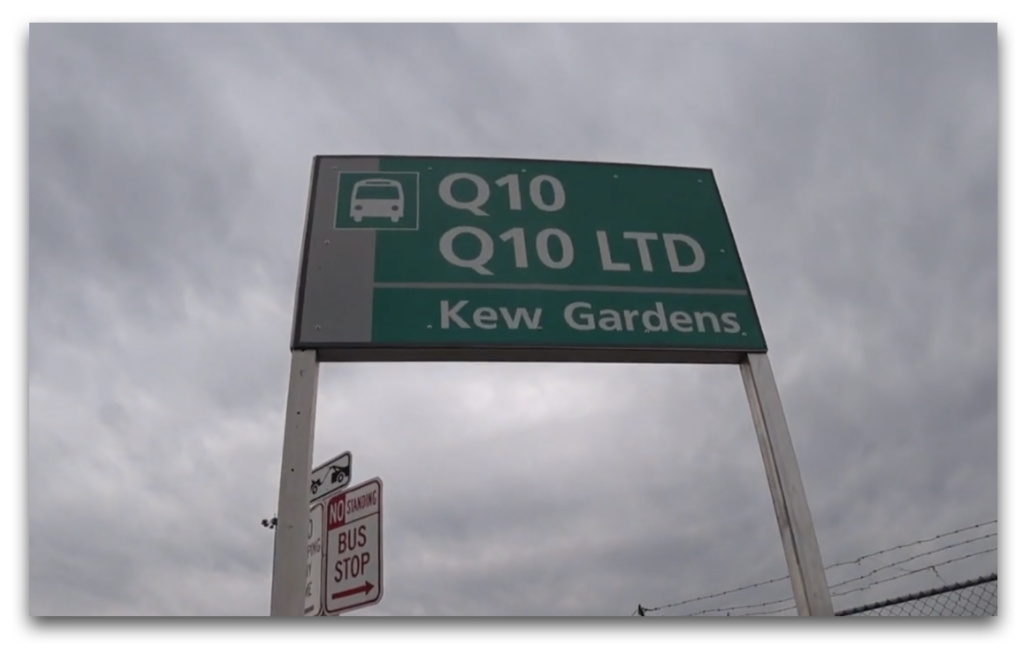 Q10
Q10 LTD
Kew Gardens
NO STANDING
BUS
STOP